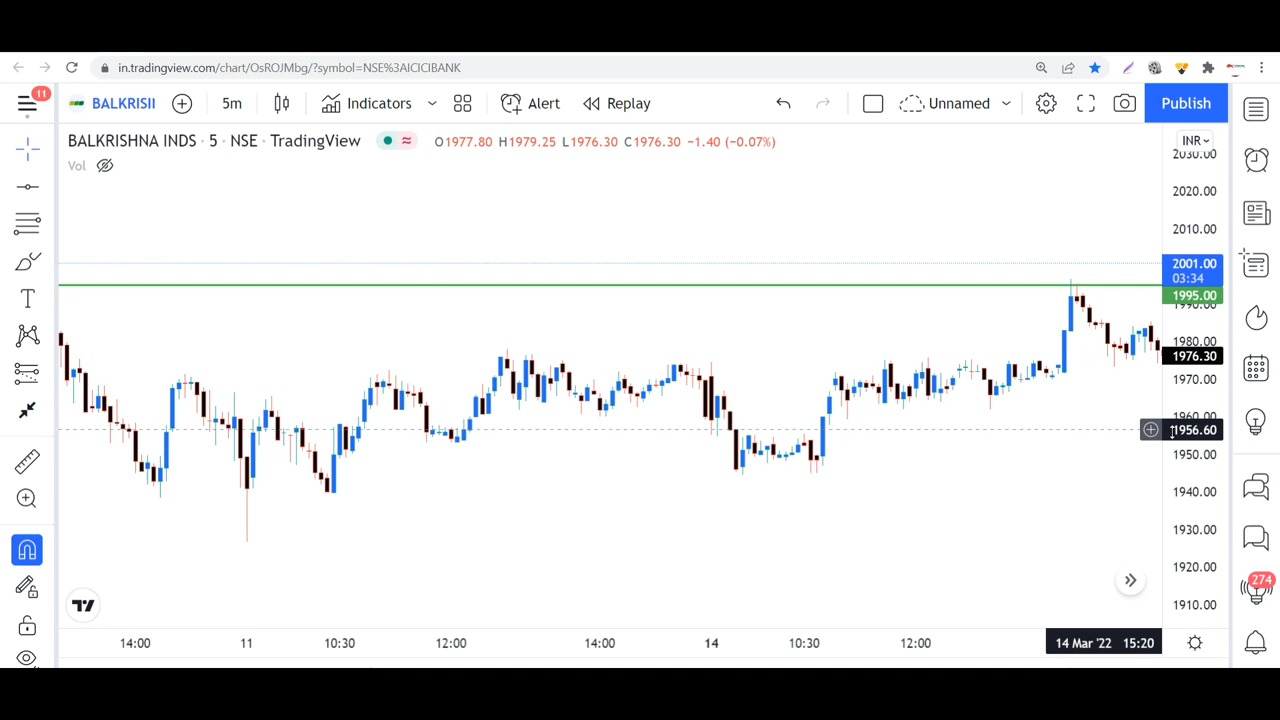 in.tradingview.com/chart/OsROJMbg/?symbol=NSE%3AICICIBANK
11
BALKRISII
5m
Indicators
Alert
Replay
Unnamed
Publish
BALKRISHNA INDS · 5 · NSE · TradingView
O1977.80 H1979.25 L1976.30 C1976.30 −1.40 (−0.07%)
INR
Vol
2030.00
2020.00
2010.00
2001.00
03:34
1995.00
1990.00
1980.00
1976.30
1970.00
1960.00
1956.60
1950.00
1940.00
1930.00
1920.00
1910.00
274
14:00 11 10:30 12:00 14:00 14 10:30 12:00 14 Mar '22 15:20